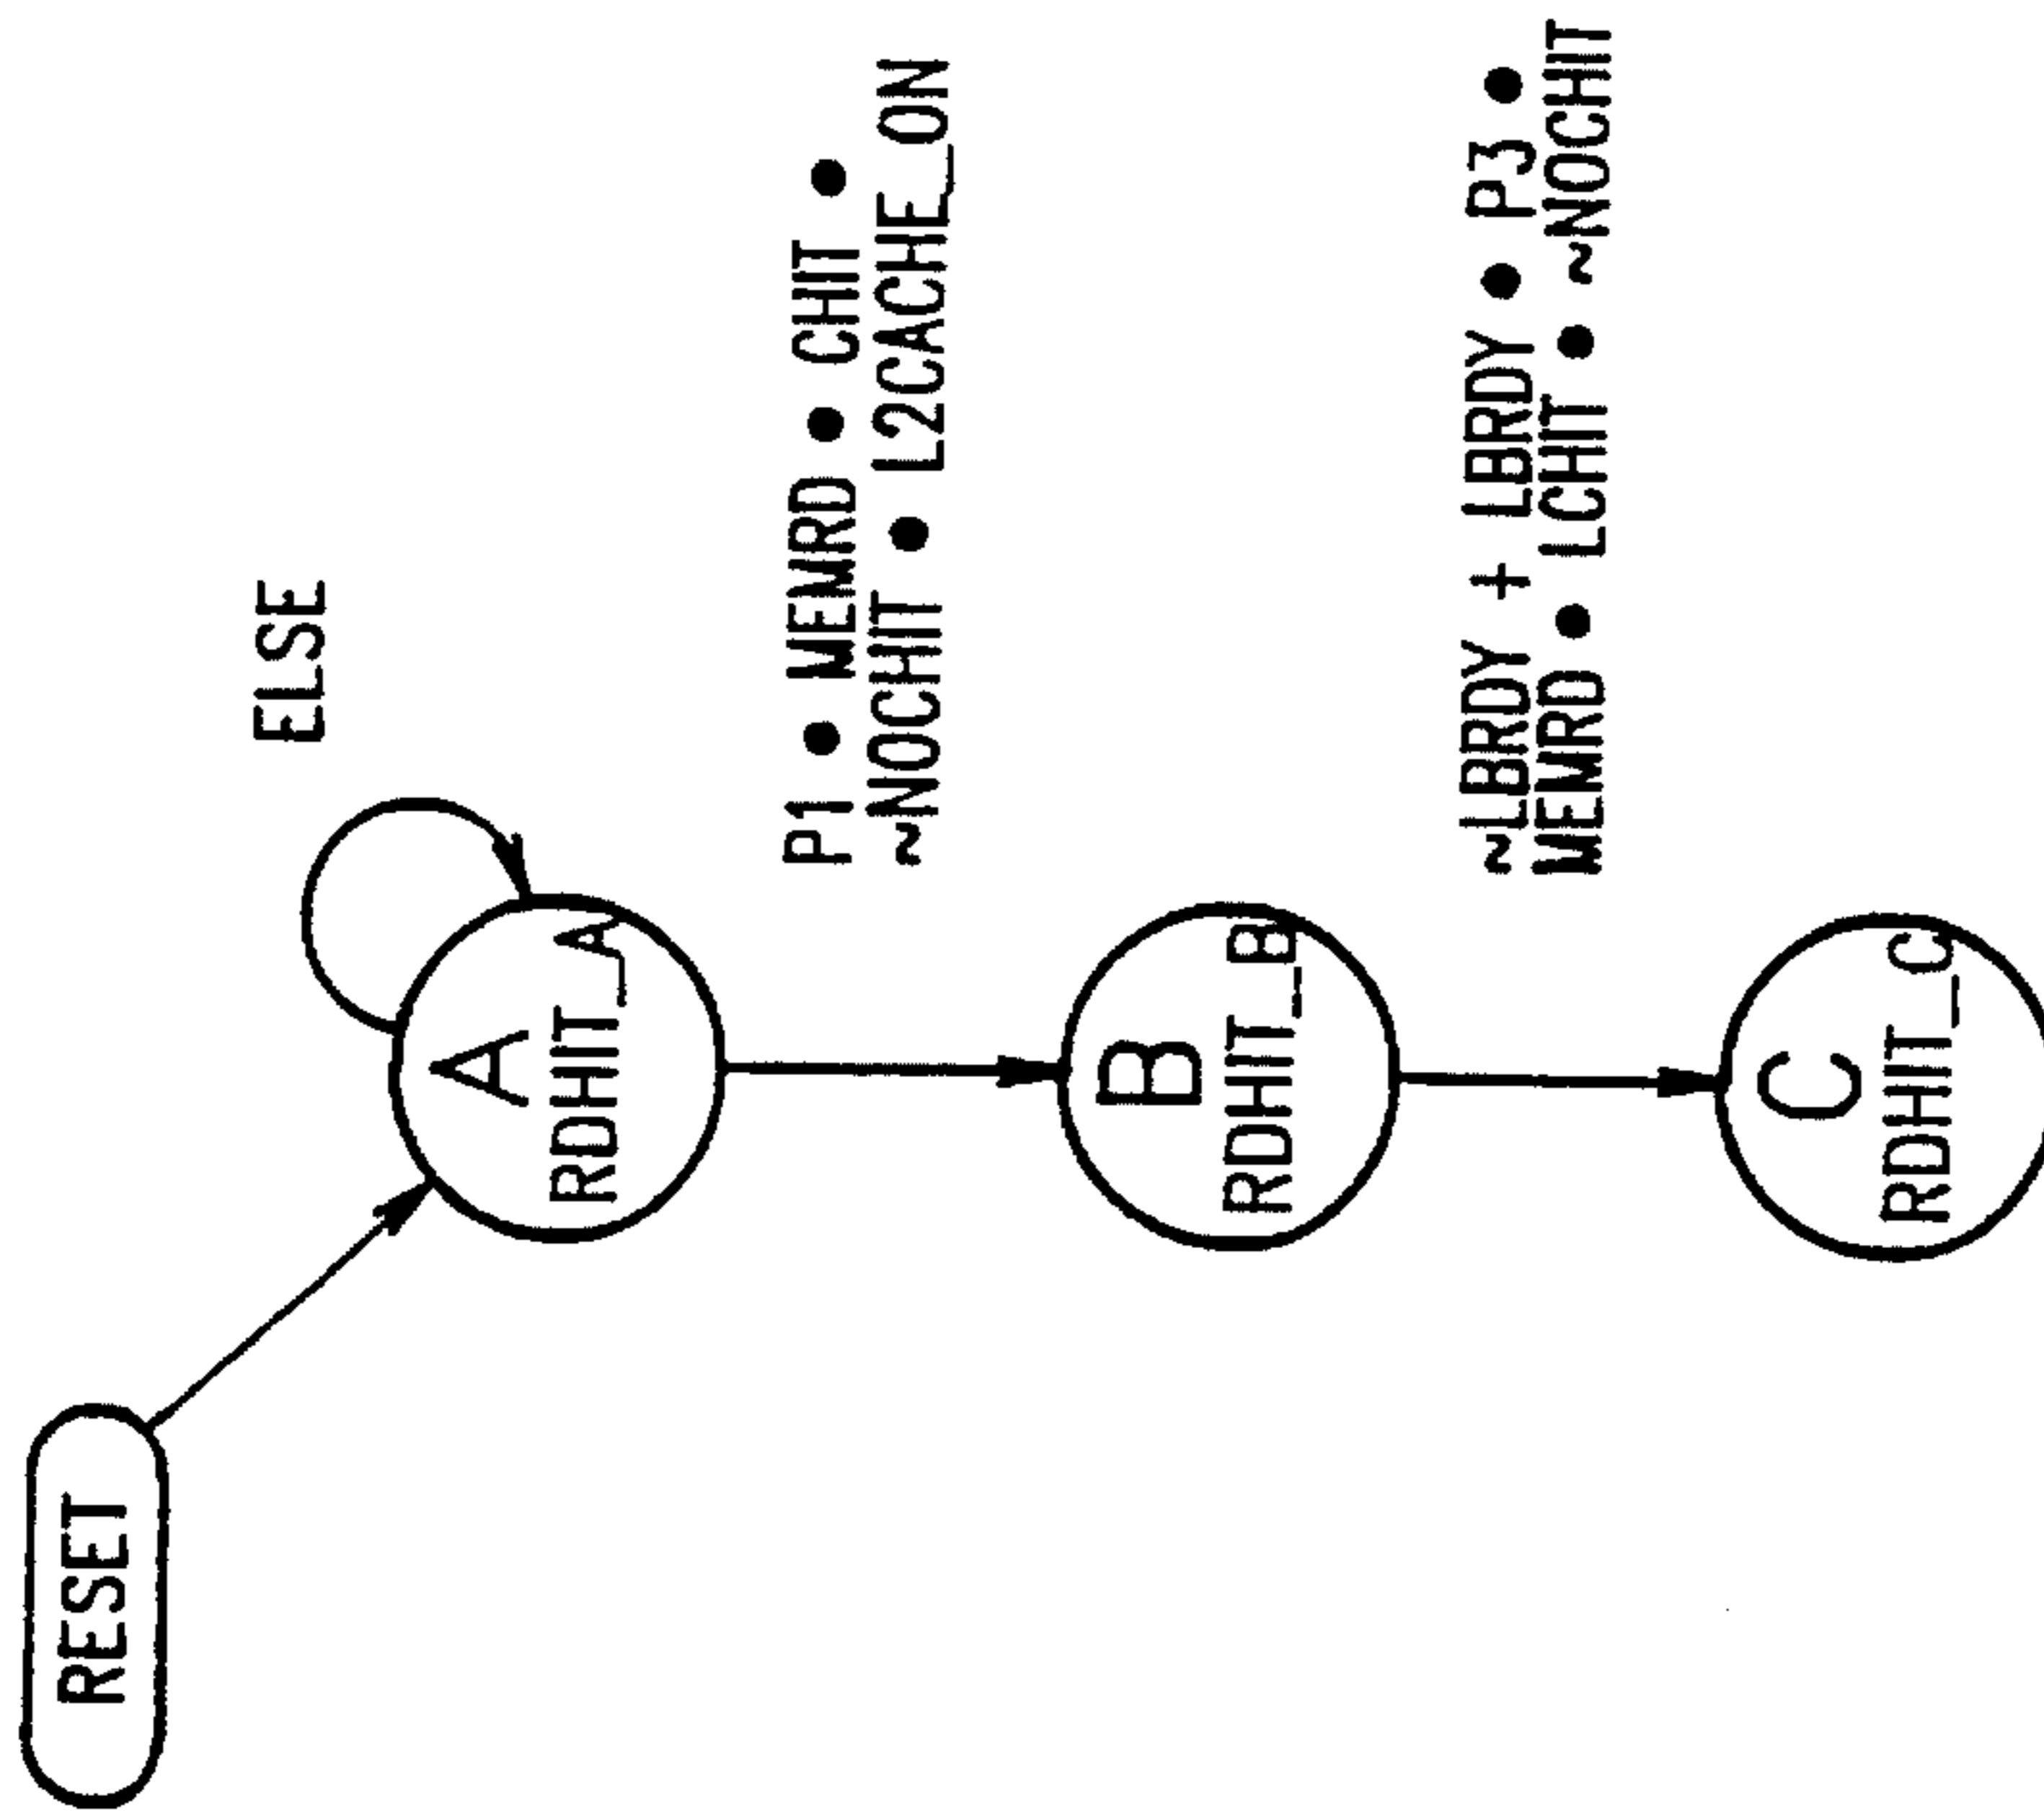 RESET
ELSE
A
RDHIT_A
P1 ● MEMRD ● CHIT ●
~NOCHIT ● L2CACHE_ON
B
RDHIT_B
~LBRDY + LBRDY ● P3 ●
MEMRD ● LCHIT ● ~NOCHIT
C
RDHIT_C